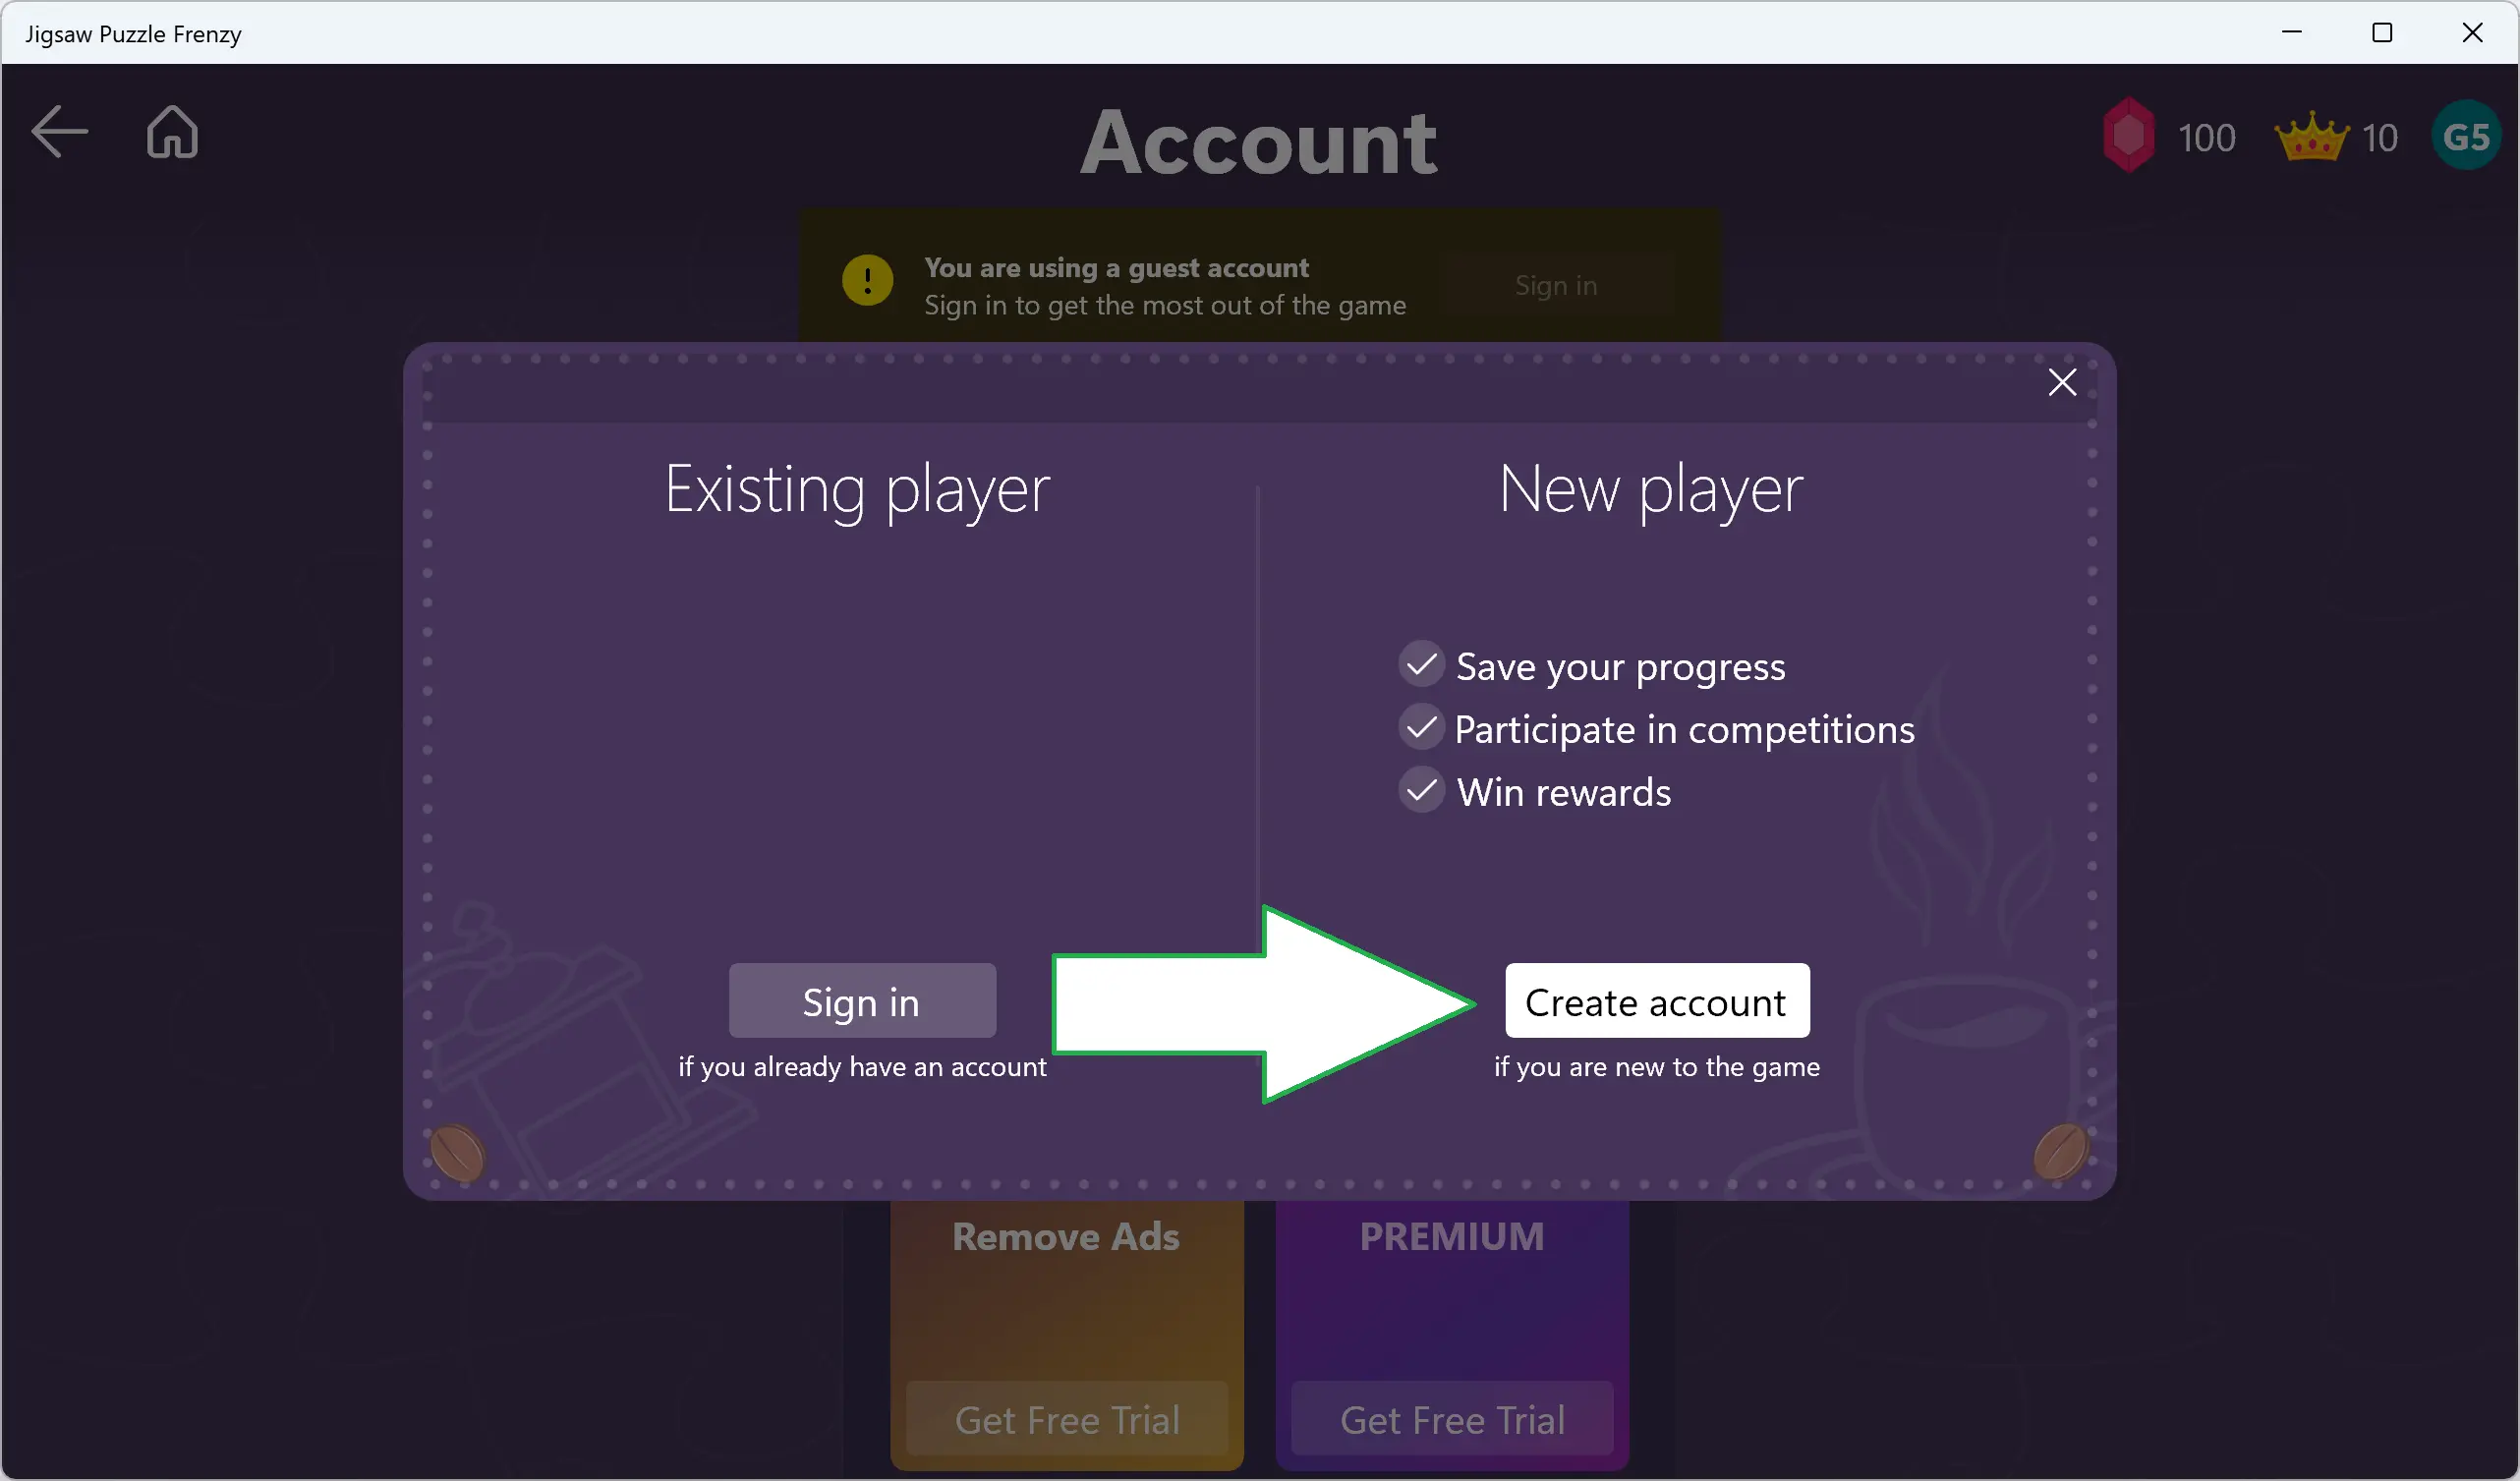 Jigsaw Puzzle Frenzy
Account
100
10
G5
You are using a guest account
Sign in to get the most out of the game
Sign in
Existing player
New player
Save your progress
Participate in competitions
Win rewards
Sign in
if you already have an account
Create account
if you are new to the game
Remove Ads
PREMIUM
Get Free Trial
Get Free Trial